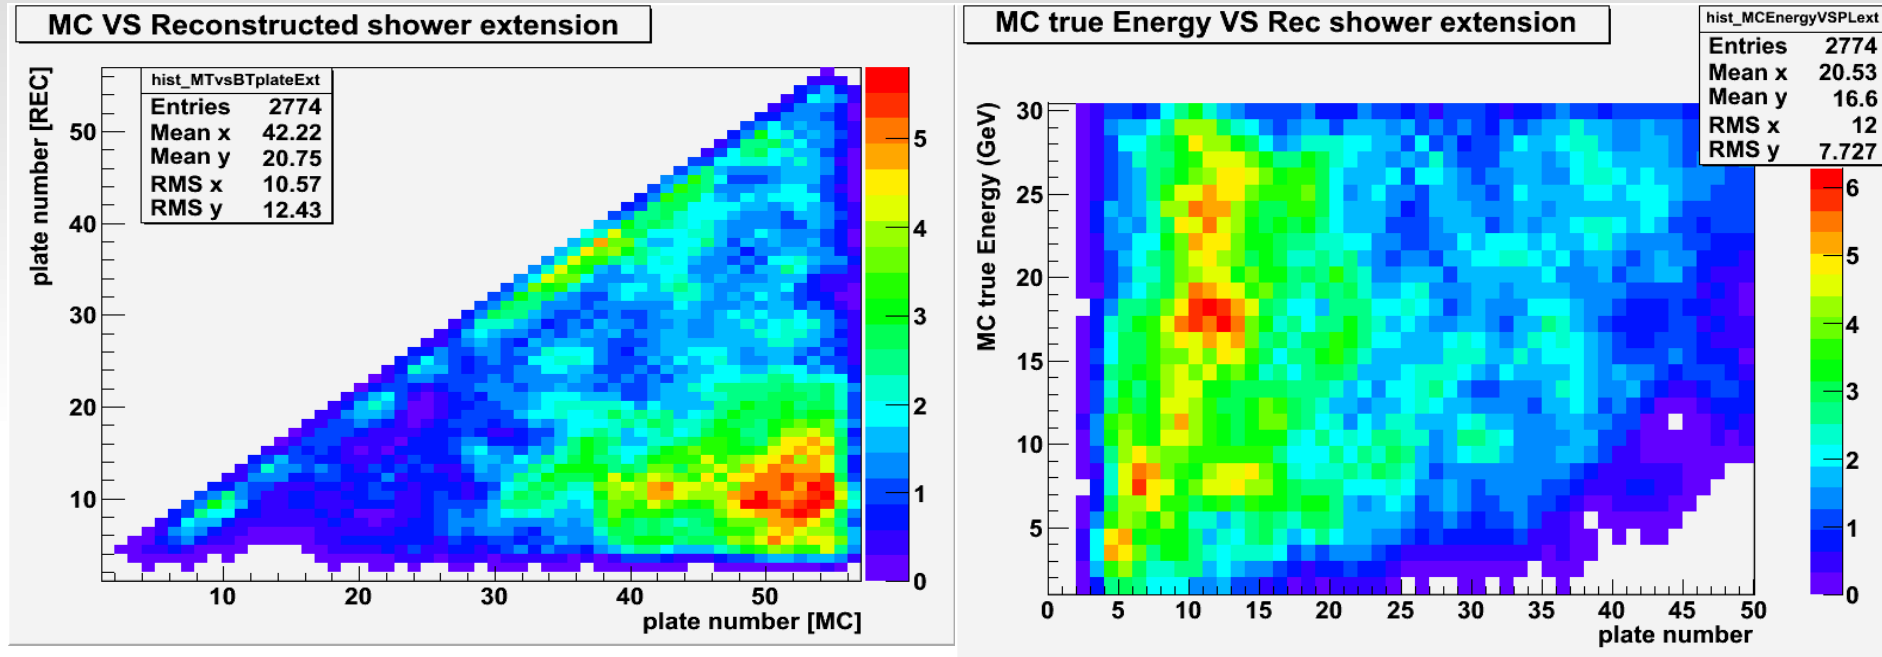 MC VS Reconstructed shower extension
hist_MTvsBTplateExt
Entries 2774
Mean x 42.22
Mean y 20.75
RMS x 10.57
RMS y 12.43
plate number [REC]
50
40
30
20
10
10 20 30 40 50
plate number [MC]
5
4
3
2
1
0
MC true Energy VS Rec shower extension
hist_MCEnergyVSPLext
Entries 2774
Mean x 20.53
Mean y 16.6
RMS x 12
RMS y 7.727
MC true Energy (GeV)
30
25
20
15
10
5
0 5 10 15 20 25 30 35 40 45 50
plate number
6
5
4
3
2
1
0